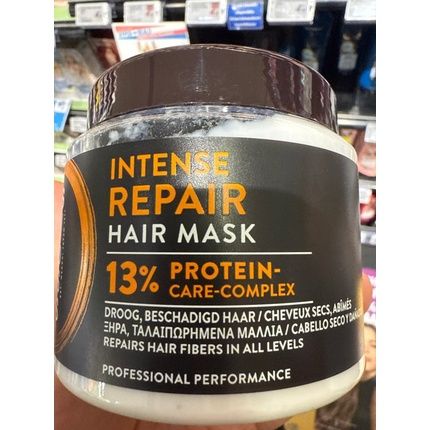 INTENSE
REPAIR
HAIR MASK
13% PROTEIN-
CARE-COMPLEX
DROOG, BESCHADIGD HAAR / CHEVEUX SECS, ABÎMÉS
ΞΗΡΑ, ΤΑΛΑΙΠΩΡΗΜΕΝΑ ΜΑΛΛΙΑ / CABELLO SECO Y
REPAIRS HAIR FIBERS IN ALL LEVELS
PROFESSIONAL PERFORMANCE